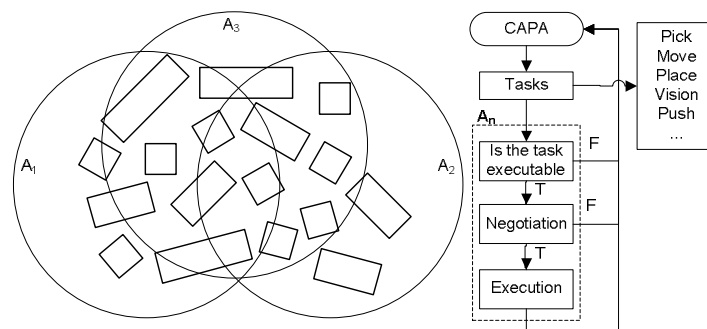 A3
A1
A2
CAPA
Tasks
Pick
Move
Place
Vision
Push
...
An
Is the task
executable
F
T
Negotiation
F
T
Execution